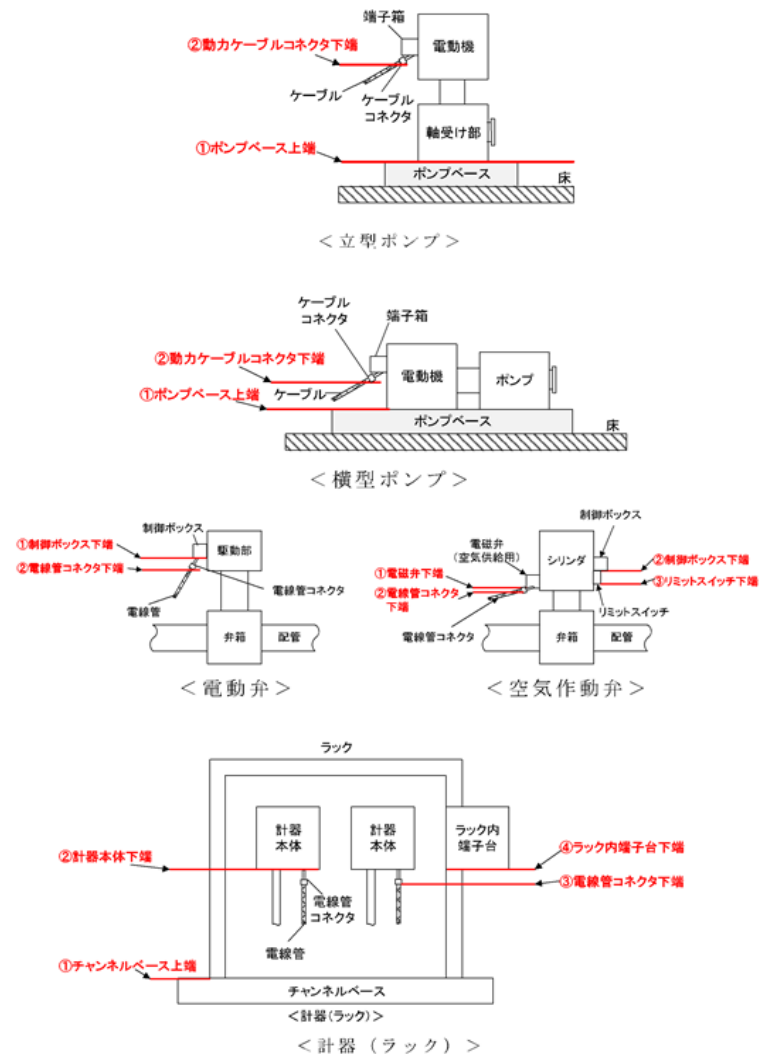 端子箱
②動力ケーブルコネクタ下端
電動機
ケーブル
ケーブル
コネクタ
軸受け部
①ポンプベース上端
ポンプベース
床
＜立型ポンプ＞
ケーブル
コネクタ
端子箱
②動力ケーブルコネクタ下端
電動機
ポンプ
ケーブル
①ポンプベース上端
ポンプベース
床
＜横型ポンプ＞
制御ボックス
①制御ボックス下端
駆動部
②電線管コネクタ下端
電線管コネクタ
電線管
弁箱
配管
＜電動弁＞
制御ボックス
電磁弁
(空気供給用)
シリンダ
②制御ボックス下端
①電磁弁下端
③リミットスイッチ下端
②電線管コネクタ
下端
リミットスイッチ
電線管コネクタ
弁箱
配管
＜空気作動弁＞
ラック
計器
本体
計器
本体
ラック内
端子台
②計器本体下端
④ラック内端子台下端
③電線管コネクタ下端
電線管
コネクタ
電線管
①チャンネルベース上端
チャンネルベース
＜計器(ラック)＞
＜計器（ラック）＞